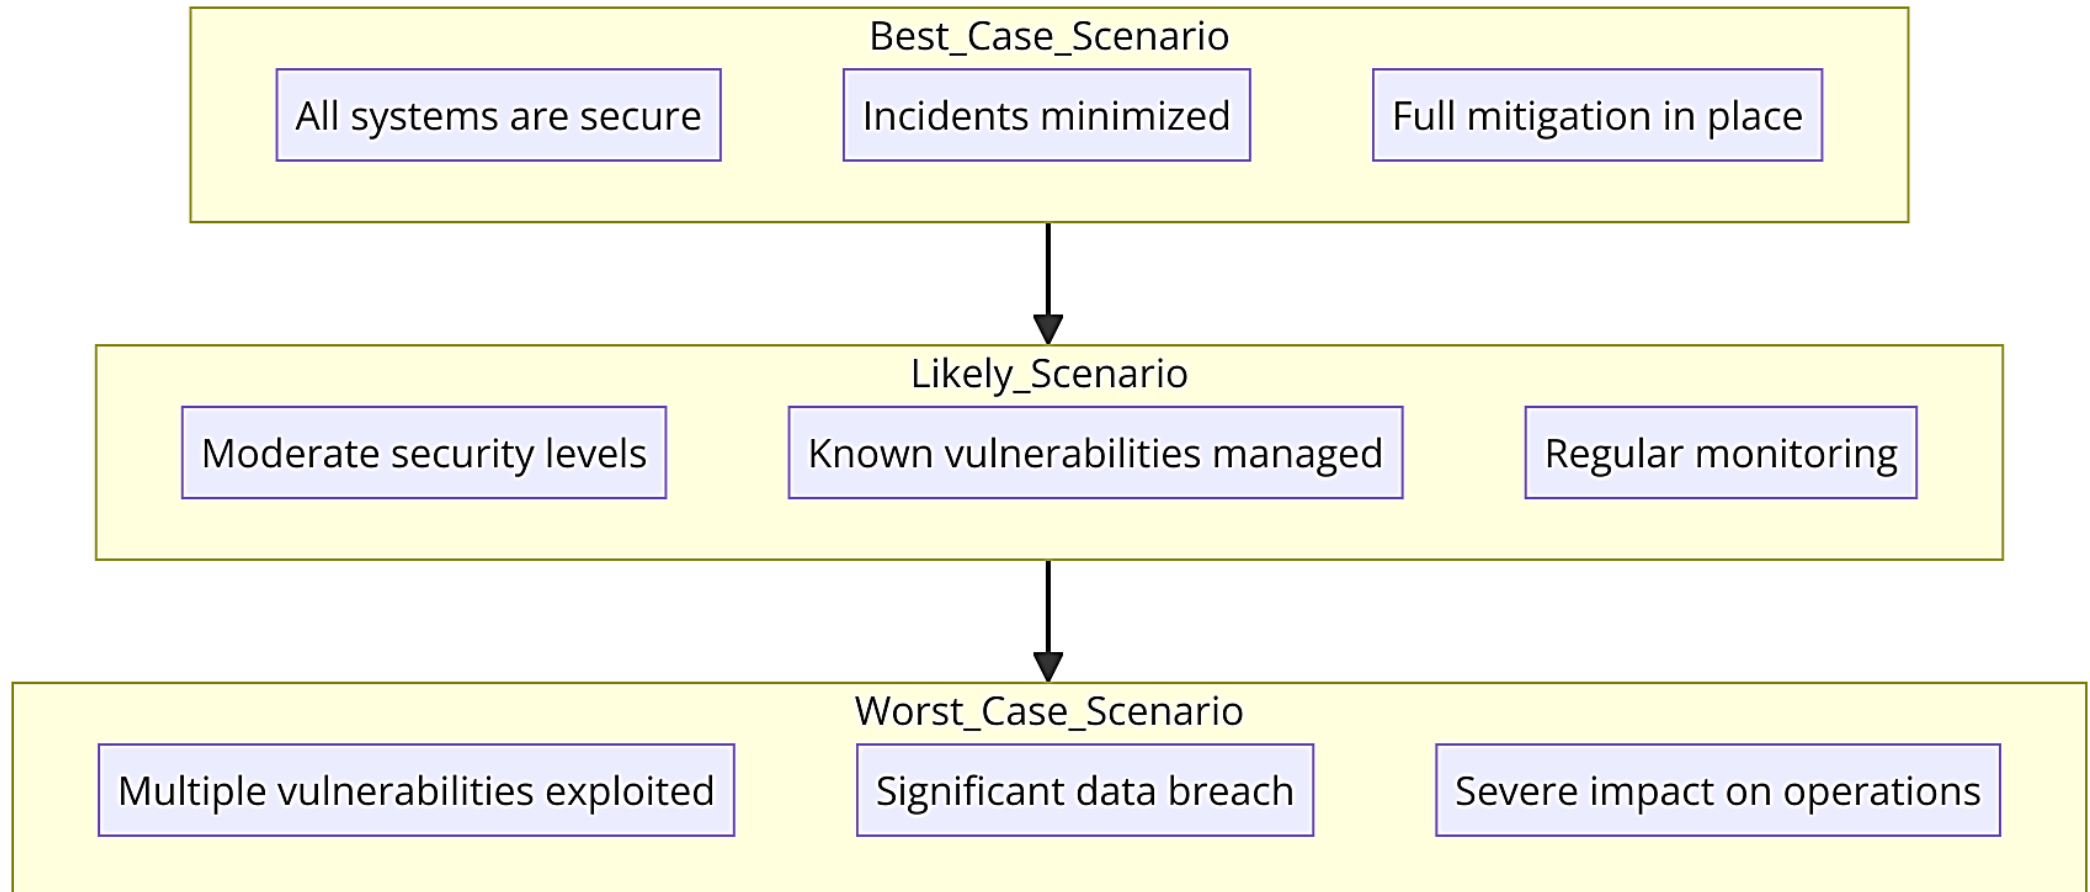 Best_Case_Scenario
All systems are secure
Incidents minimized
Full mitigation in place
Likely_Scenario
Moderate security levels
Known vulnerabilities managed
Regular monitoring
Worst_Case_Scenario
Multiple vulnerabilities exploited
Significant data breach
Severe impact on operations